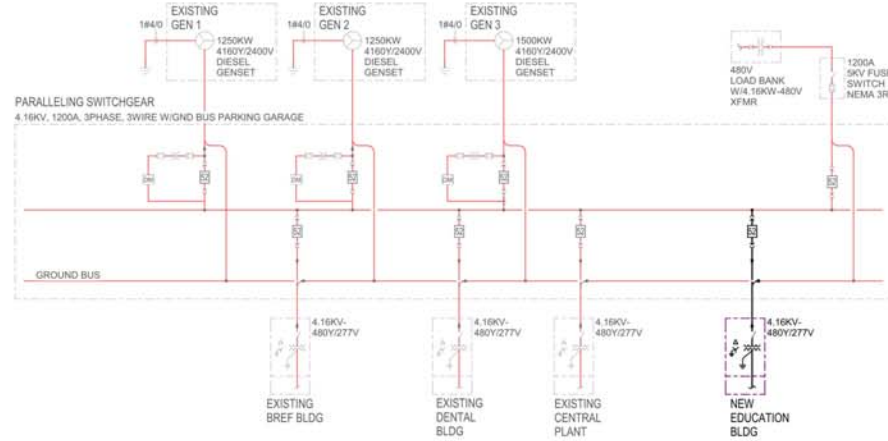 EXISTING
GEN 1
1#4/0
1250KW
4160Y/2400V
DIESEL
GENSET
EXISTING
GEN 2
1#4/0
1250KW
4160Y/2400V
DIESEL
GENSET
EXISTING
GEN 3
1#4/0
1500KW
4160Y/2400V
DIESEL
GENSET
480V
LOAD BANK
W/4.16KW-480V
XFMR
1200A
5KV FUSE
SWITCH
NEMA 3R
PARALLELING SWITCHGEAR
4.16KV, 1200A, 3PHASE, 3WIRE W/GND BUS PARKING GARAGE
GROUND BUS
4.16KV-
480Y/277V
EXISTING
BREF BLDG
4.16KV-
480Y/277V
EXISTING
DENTAL
BLDG
4.16KV-
480Y/277V
EXISTING
CENTRAL
PLANT
4.16KV-
480Y/277V
NEW
EDUCATION
BLDG